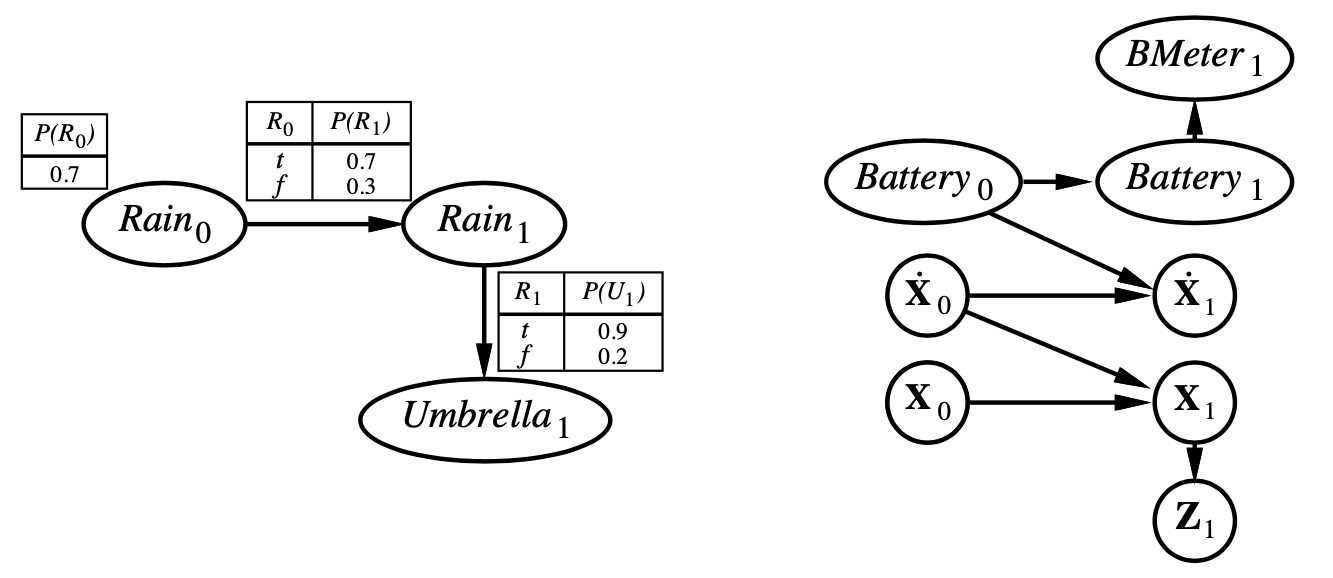 P(R₀)
0.7
R₀ P(R₁)
t 0.7
f 0.3
Rain₀
Rain₁
R₁ P(U₁)
t 0.9
f 0.2
Umbrella₁
BMeter₁
Battery₀
Battery₁
Ẋ₀
Ẋ₁
X₀
X₁
Z₁